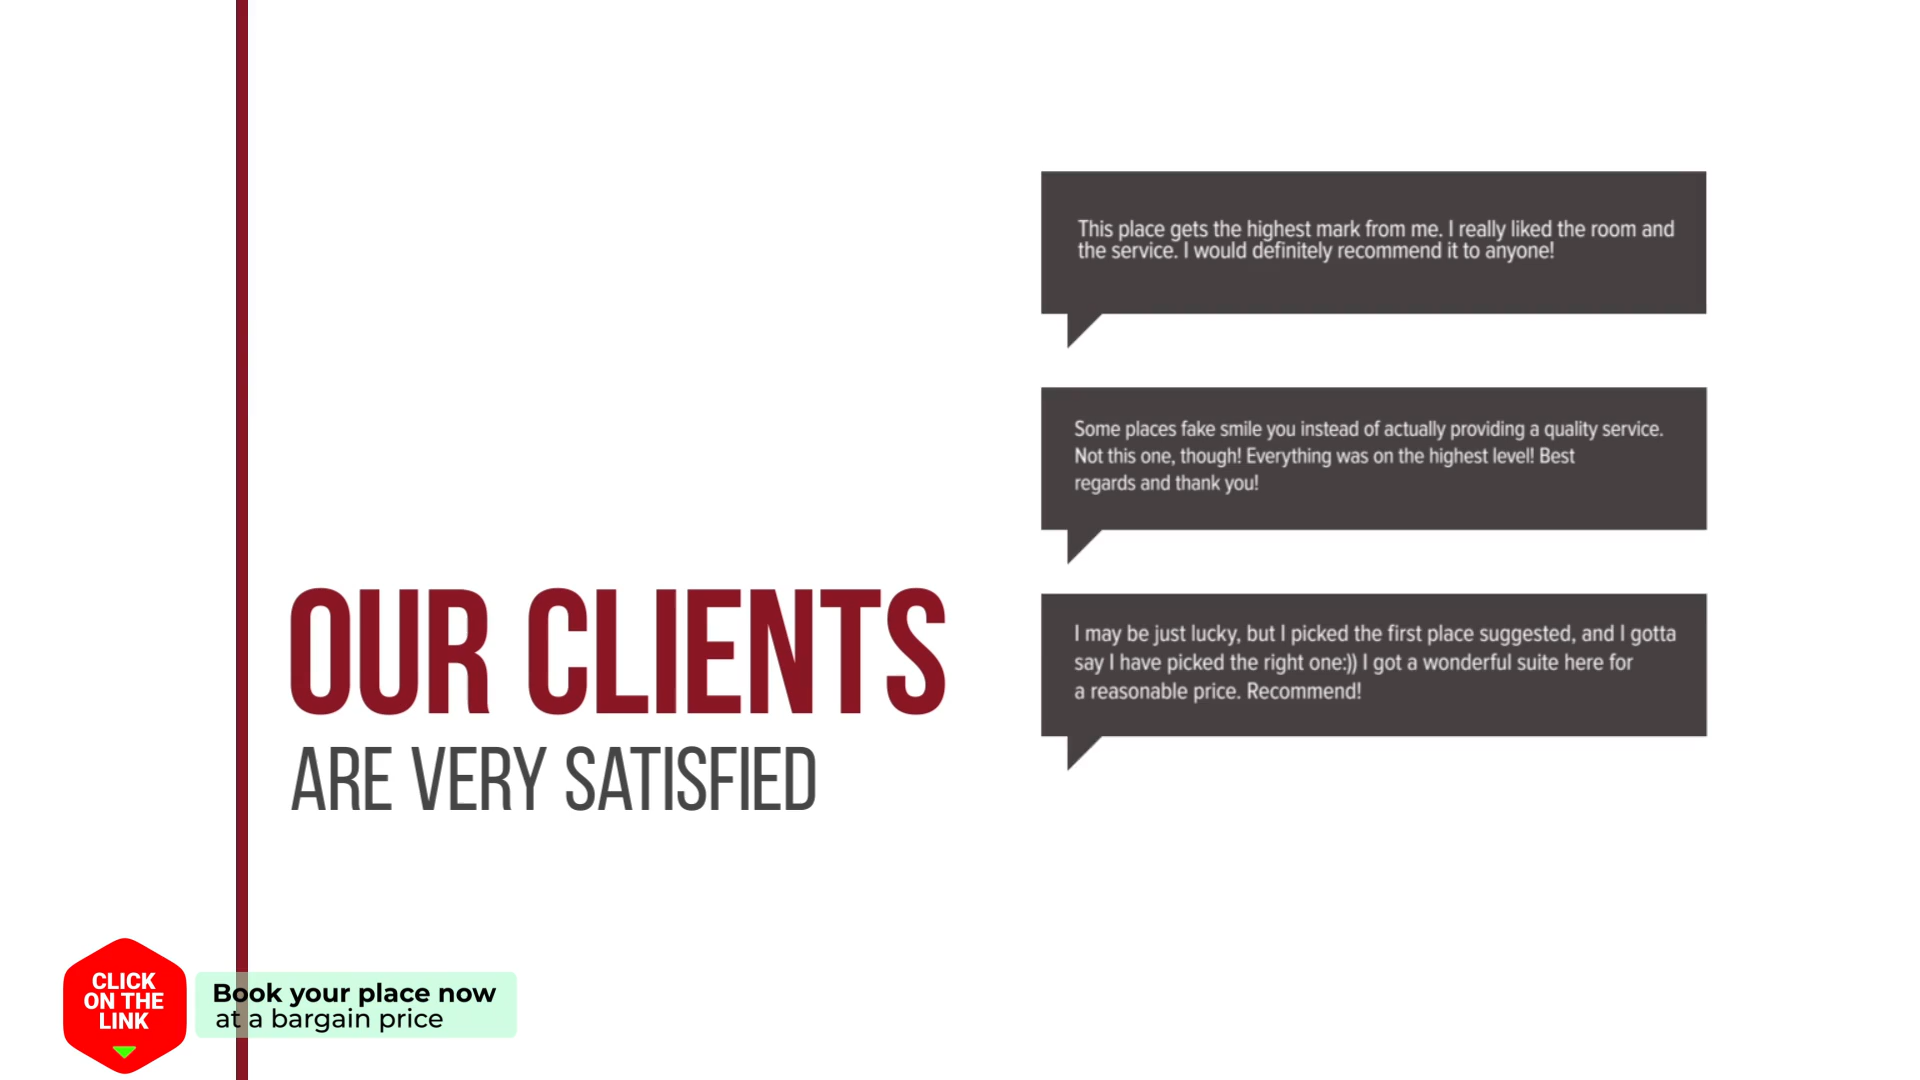 This place gets the highest mark from me. I really liked the room and
the service. I would definitely recommend it to anyone!
Some places fake smile you instead of actually providing a quality service.
Not this one, though! Everything was on the highest level! Best
regards and thank you!
I may be just lucky, but I picked the first place suggested, and I gotta
say I have picked the right one:)) I got a wonderful suite here for
a reasonable price. Recommend!
OUR CLIENTS
ARE VERY SATISFIED
CLICK
ON THE
LINK
Book your place now
at a bargain price